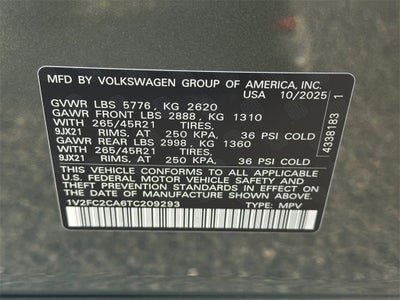 MFD BY VOLKSWAGEN GROUP OF AMERICA, INC.
USA 10/2025
GVWR LBS 5776, KG 2620
GAWR FRONT LBS 2888, KG 1310
WITH 265/45R21 TIRES,
9JX21 RIMS, AT 250 KPA, 36 PSI COLD
GAWR REAR LBS 2998, KG 1360
WITH 265/45R21 TIRES,
9JX21 RIMS, AT 250 KPA, 36 PSI COLD
THIS VEHICLE CONFORMS TO ALL APPLICABLE
FEDERAL MOTOR VEHICLE SAFETY AND
THEFT PREVENTION STANDARDS IN EFFECT ON
THE DATE OF MANUFACTURE SHOWN ABOVE.
1V2FC2CA6TC209293
TYPE: MPV
4338183 1